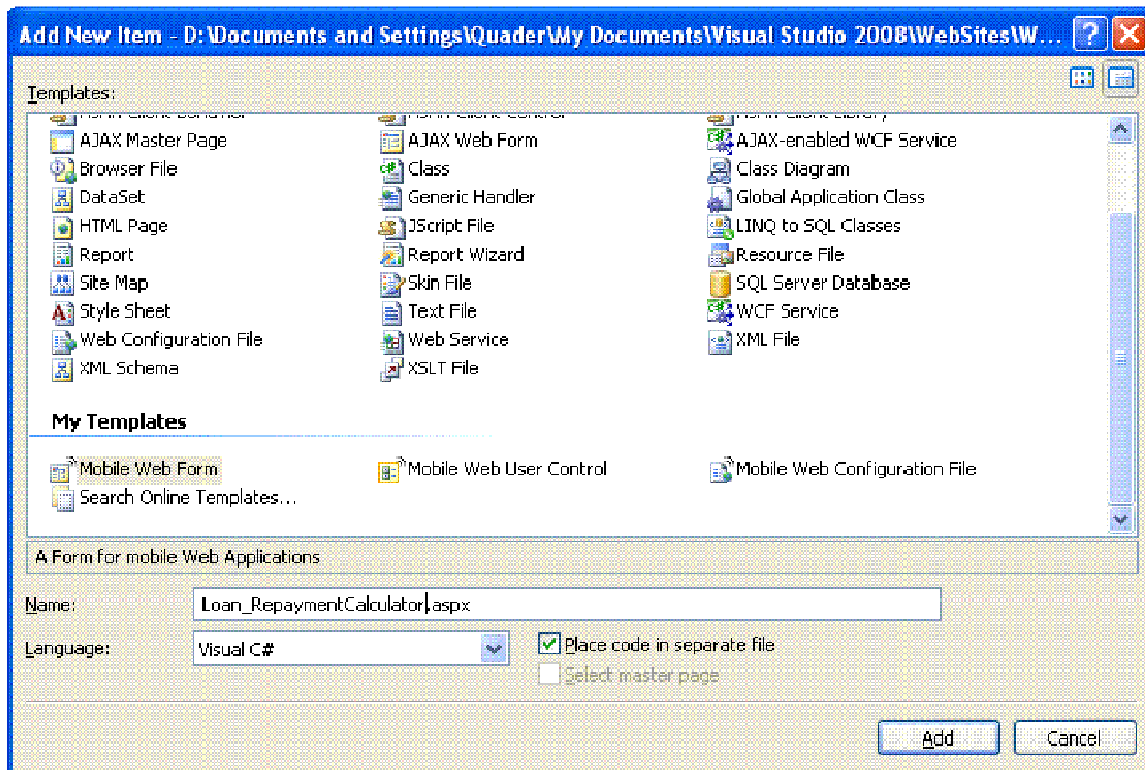 Add New Item - D:\Documents and Settings\Quader\My Documents\Visual Studio 2008\WebSites\W...
Templates:
AJAX Master Page AJAX Web Form AJAX-enabled WCF Service
Browser File Class Class Diagram
DataSet Generic Handler Global Application Class
HTML Page JScript File LINQ to SQL Classes
Report Report Wizard Resource File
Site Map Skin File SQL Server Database
Style Sheet Text File WCF Service
Web Configuration File Web Service XML File
XML Schema XSLT File
My Templates
Mobile Web Form Mobile Web User Control Mobile Web Configuration File
Search Online Templates...
A Form for mobile Web Applications
Name: Loan_RepaymentCalculator.aspx
Language: Visual C# Place code in separate file
Select master page
Add Cancel